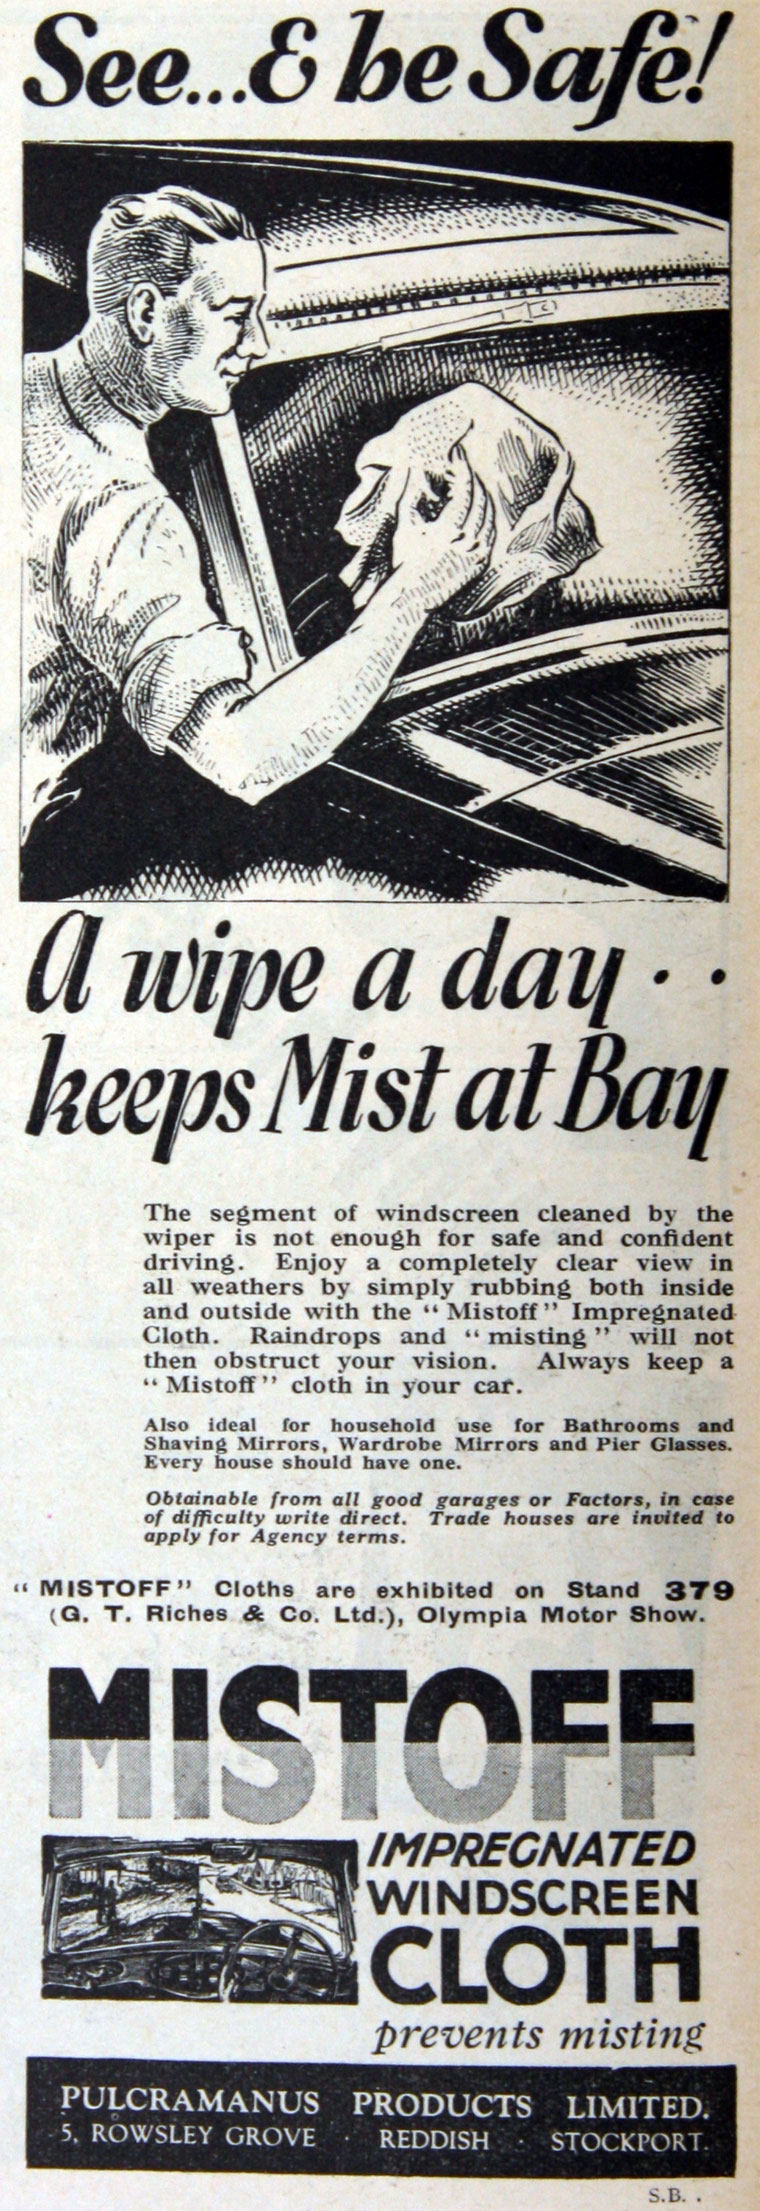 See...& be Safe!
A wipe a day . .
keeps Mist at Bay
The segment of windscreen cleaned by the
wiper is not enough for safe and confident
driving. Enjoy a completely clear view in
all weathers by simply rubbing both inside
and outside with the “ Mistoff ” Impregnated
Cloth. Raindrops and “ misting ” will not
then obstruct your vision. Always keep a
“ Mistoff ” cloth in your car.
Also ideal for household use for Bathrooms and
Shaving Mirrors, Wardrobe Mirrors and Pier Glasses.
Every house should have one.
Obtainable from all good garages or Factors, in case
of difficulty write direct. Trade houses are invited to
apply for Agency terms.
“ MISTOFF ” Cloths are exhibited on Stand 379
(G. T. Riches & Co. Ltd.), Olympia Motor Show.
MISTOFF
IMPREGNATED
WINDSCREEN
CLOTH
prevents misting
PULCRAMANUS PRODUCTS LIMITED.
5, ROWSLEY GROVE · REDDISH · STOCKPORT.
S.B. .